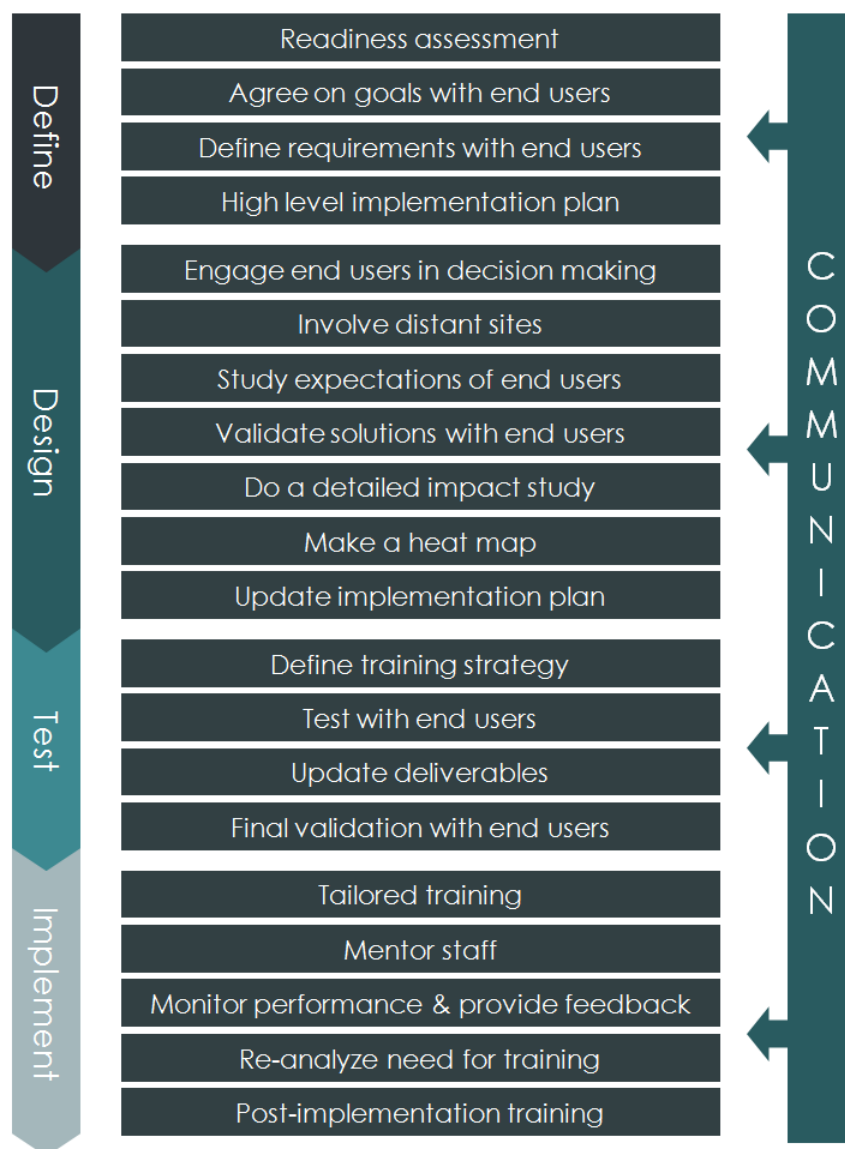 Define
Readiness assessment
Agree on goals with end users
Define requirements with end users
High level implementation plan
Design
Engage end users in decision making
Involve distant sites
Study expectations of end users
Validate solutions with end users
Do a detailed impact study
Make a heat map
Update implementation plan
Test
Define training strategy
Test with end users
Update deliverables
Final validation with end users
Implement
Tailored training
Mentor staff
Monitor performance & provide feedback
Re-analyze need for training
Post-implementation training
COMMUNICATION